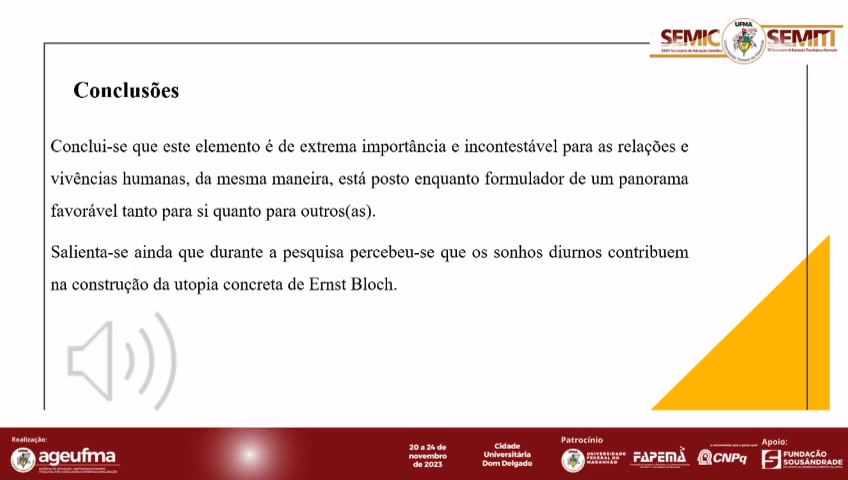 UFMA
SEMIC
SEMITI
Conclusões
Conclui-se que este elemento é de extrema importância e incontestável para as relações e
vivências humanas, da mesma maneira, está posto enquanto formulador de um panorama
favorável tanto para si quanto para outros(as).
Salienta-se ainda que durante a pesquisa percebeu-se que os sonhos diurnos contribuem
na construção da utopia concreta de Ernst Bloch.
Realização:
ageufma
20 a 24 de
novembro
de 2023
Cidade
Universitária
Dom Delgado
Patrocínio
UNIVERSIDADE
FEDERAL DO
MARANHÃO
FAPEMA
CNPq
Apoio:
FUNDAÇÃO
SOUSÂNDRADE